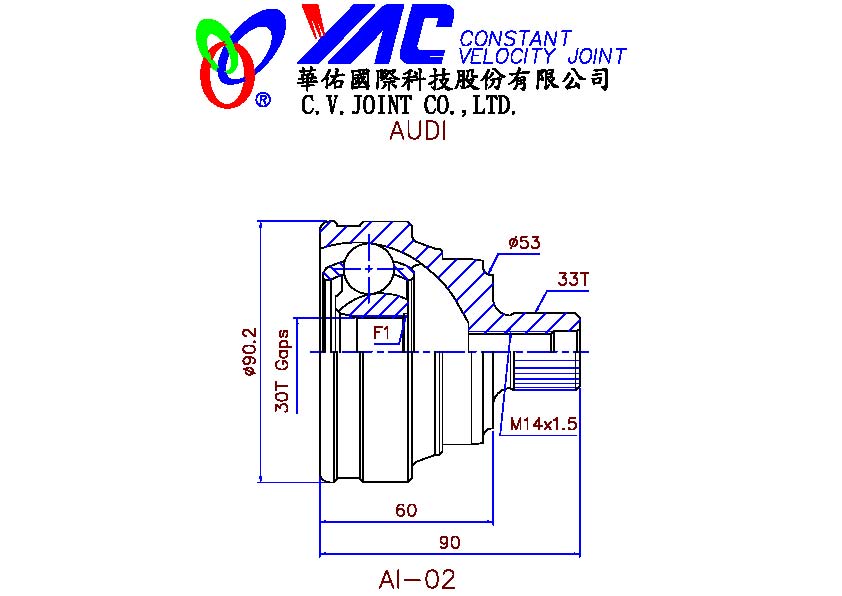 YAC CONSTANT
VELOCITY JOINT
®
華佑國際科技股份有限公司
C.V.JOINT CO.,LTD.
AUDI
ø53
33T
F1
ø90.2
30T Gaps
M14x1.5
60
90
AI-02